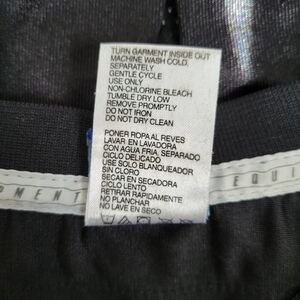 TURN GARMENT INSIDE OUT
MACHINE WASH COLD,
SEPARATELY
GENTLE CYCLE
USE ONLY
NON-CHLORINE BLEACH
TUMBLE DRY LOW
REMOVE PROMPTLY
DO NOT IRON
DO NOT DRY CLEAN
PONER ROPA AL REVES
LAVAR EN LAVADORA
CON AGUA FRIA, SEPARADO
CICLO DELICADO
USE SOLO BLANQUEADOR
SIN CLORO
SECAR EN SECADORA
CICLO LENTO
RETIRAR RAPIDAMENTE
NO PLANCHAR
NO LAVE EN SECO
PMENT
EQUI